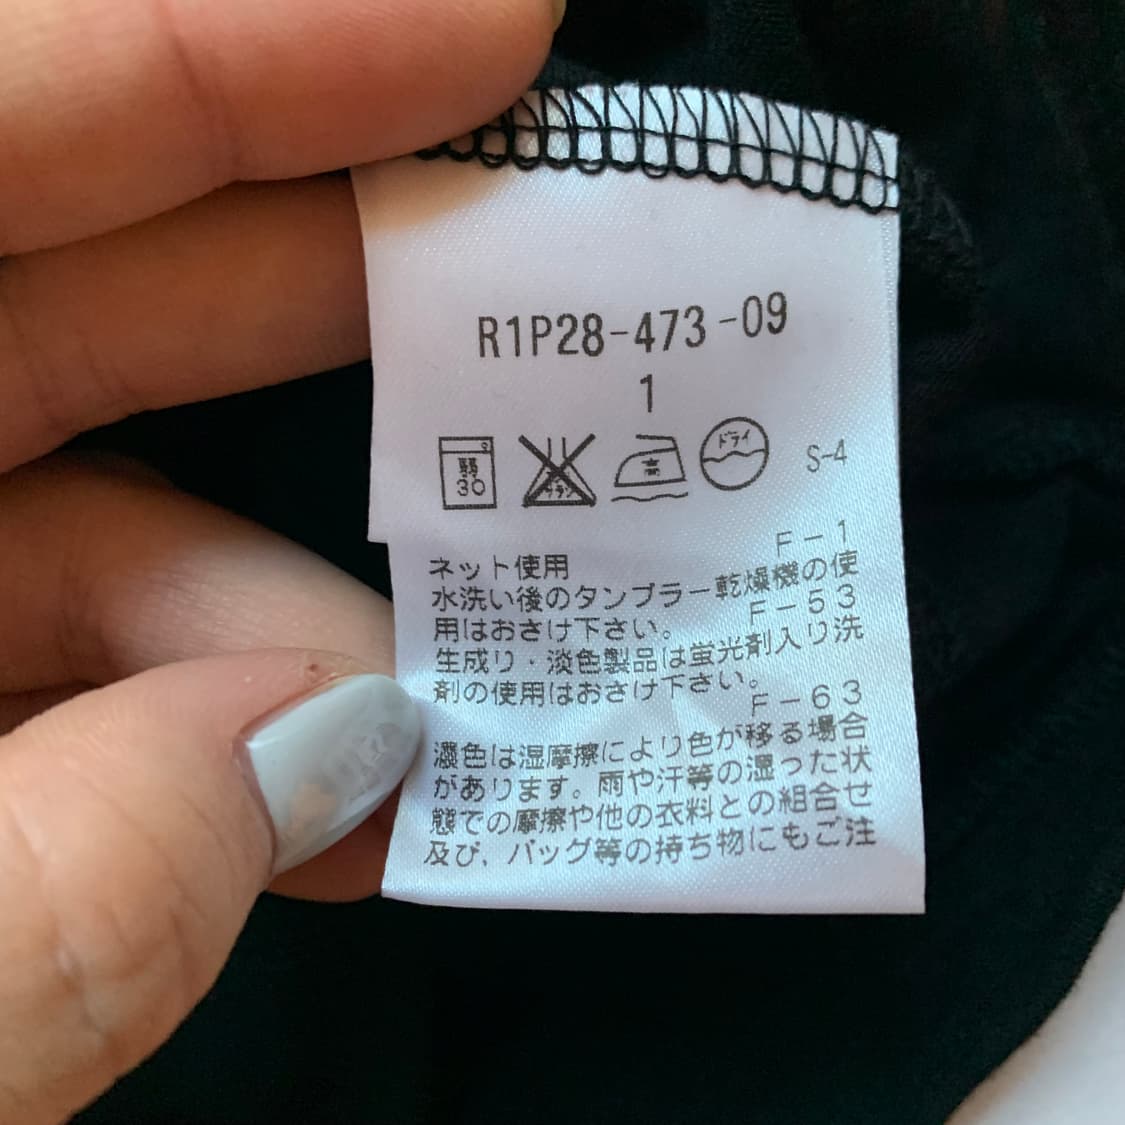 R1P28-473-09
1
弱
30
ドライ
高
S-4
F-1
ネット使用
水洗い後のタンブラー乾燥機の使
F-53
用はおさけ下さい。
生成り・淡色製品は蛍光剤入り洗
剤の使用はおさけ下さい。
F-63
濃色は湿摩擦により色が移る場合
があります。雨や汗等の湿った状
態での摩擦や他の衣料との組合せ
及び、バッグ等の持ち物にもご注